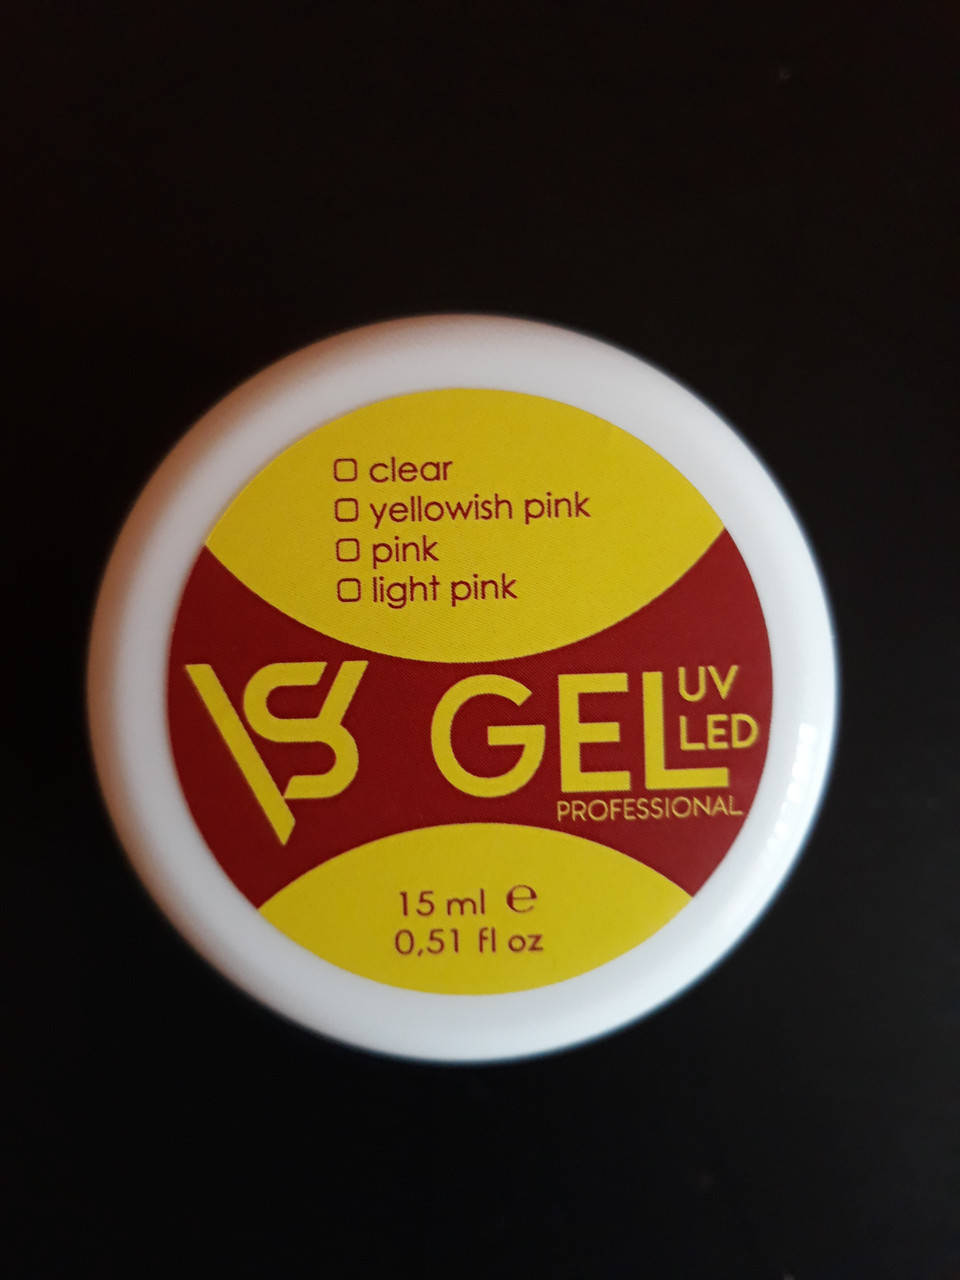 clear
yellowish pink
pink
light pink
VS GEL UV
LED
PROFESSIONAL
15 ml e
0,51 fl oz